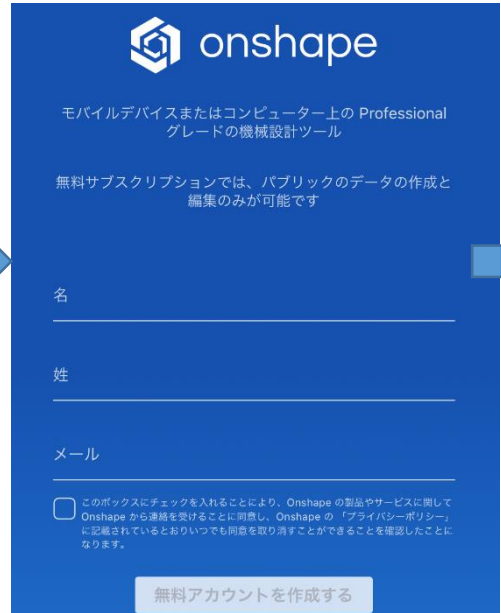 onshape
モバイルデバイスまたはコンピューター上の Professional
グレードの機械設計ツール
無料サブスクリプションでは、パブリックのデータの作成と
編集のみが可能です
名
姓
メール
このボックスにチェックを入れることにより、Onshape の製品やサービスに関して
Onshape から連絡を受けることに同意し、Onshape の 「プライバシーポリシー」
に記載されているとおりいつでも同意を取り消すことができることを確認したことに
なります。
無料アカウントを作成する